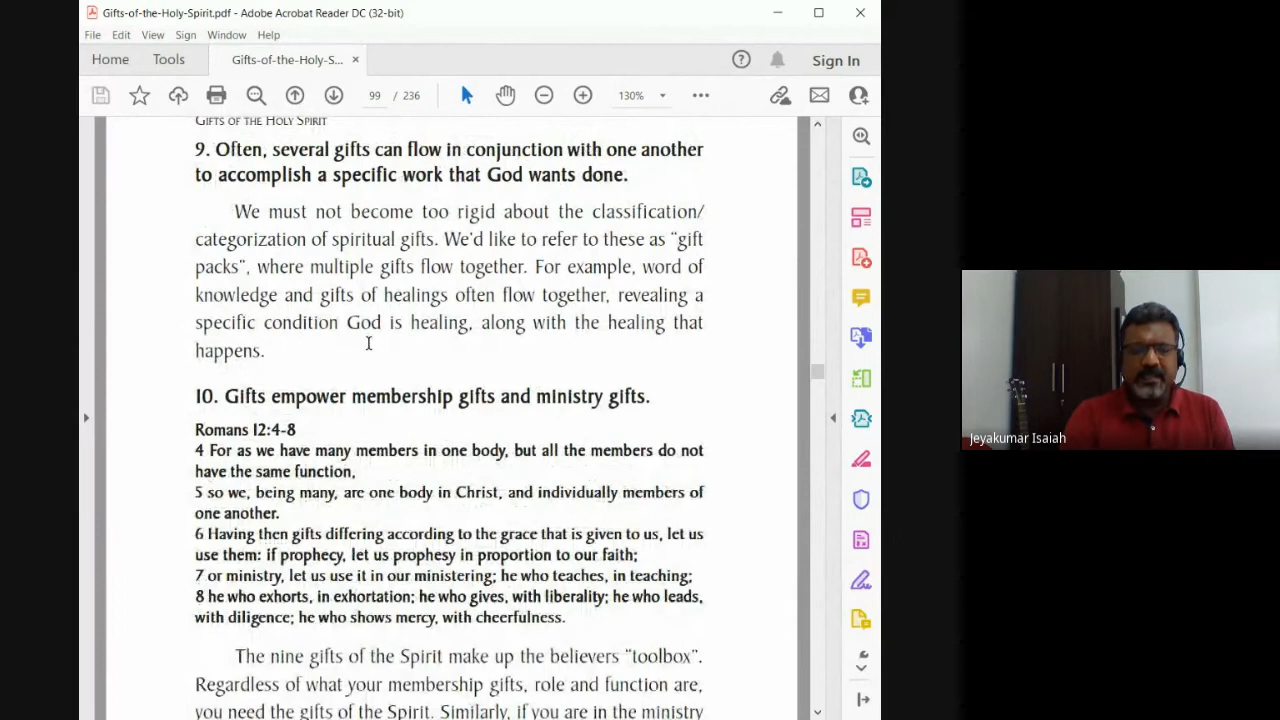 Gifts-of-the-Holy-Spirit.pdf - Adobe Acrobat Reader DC (32-bit)
File Edit View Sign Window Help
Home Tools Gifts-of-the-Holy-S... × Sign In
99 / 236 130%
GIFTS OF THE HOLY SPIRIT
9. Often, several gifts can flow in conjunction with one another
to accomplish a specific work that God wants done.
We must not become too rigid about the classification/
categorization of spiritual gifts. We'd like to refer to these as "gift
packs", where multiple gifts flow together. For example, word of
knowledge and gifts of healings often flow together, revealing a
specific condition God is healing, along with the healing that
happens.
10. Gifts empower membership gifts and ministry gifts.
Romans 12:4-8
4 For as we have many members in one body, but all the members do not
have the same function,
5 so we, being many, are one body in Christ, and individually members of
one another.
6 Having then gifts differing according to the grace that is given to us, let us
use them: if prophecy, let us prophesy in proportion to our faith;
7 or ministry, let us use it in our ministering; he who teaches, in teaching;
8 he who exhorts, in exhortation; he who gives, with liberality; he who leads,
with diligence; he who shows mercy, with cheerfulness.
The nine gifts of the Spirit make up the believers "toolbox".
Regardless of what your membership gifts, role and function are,
you need the gifts of the Spirit. Similarly, if you are in the ministry
Jeyakumar Isaiah